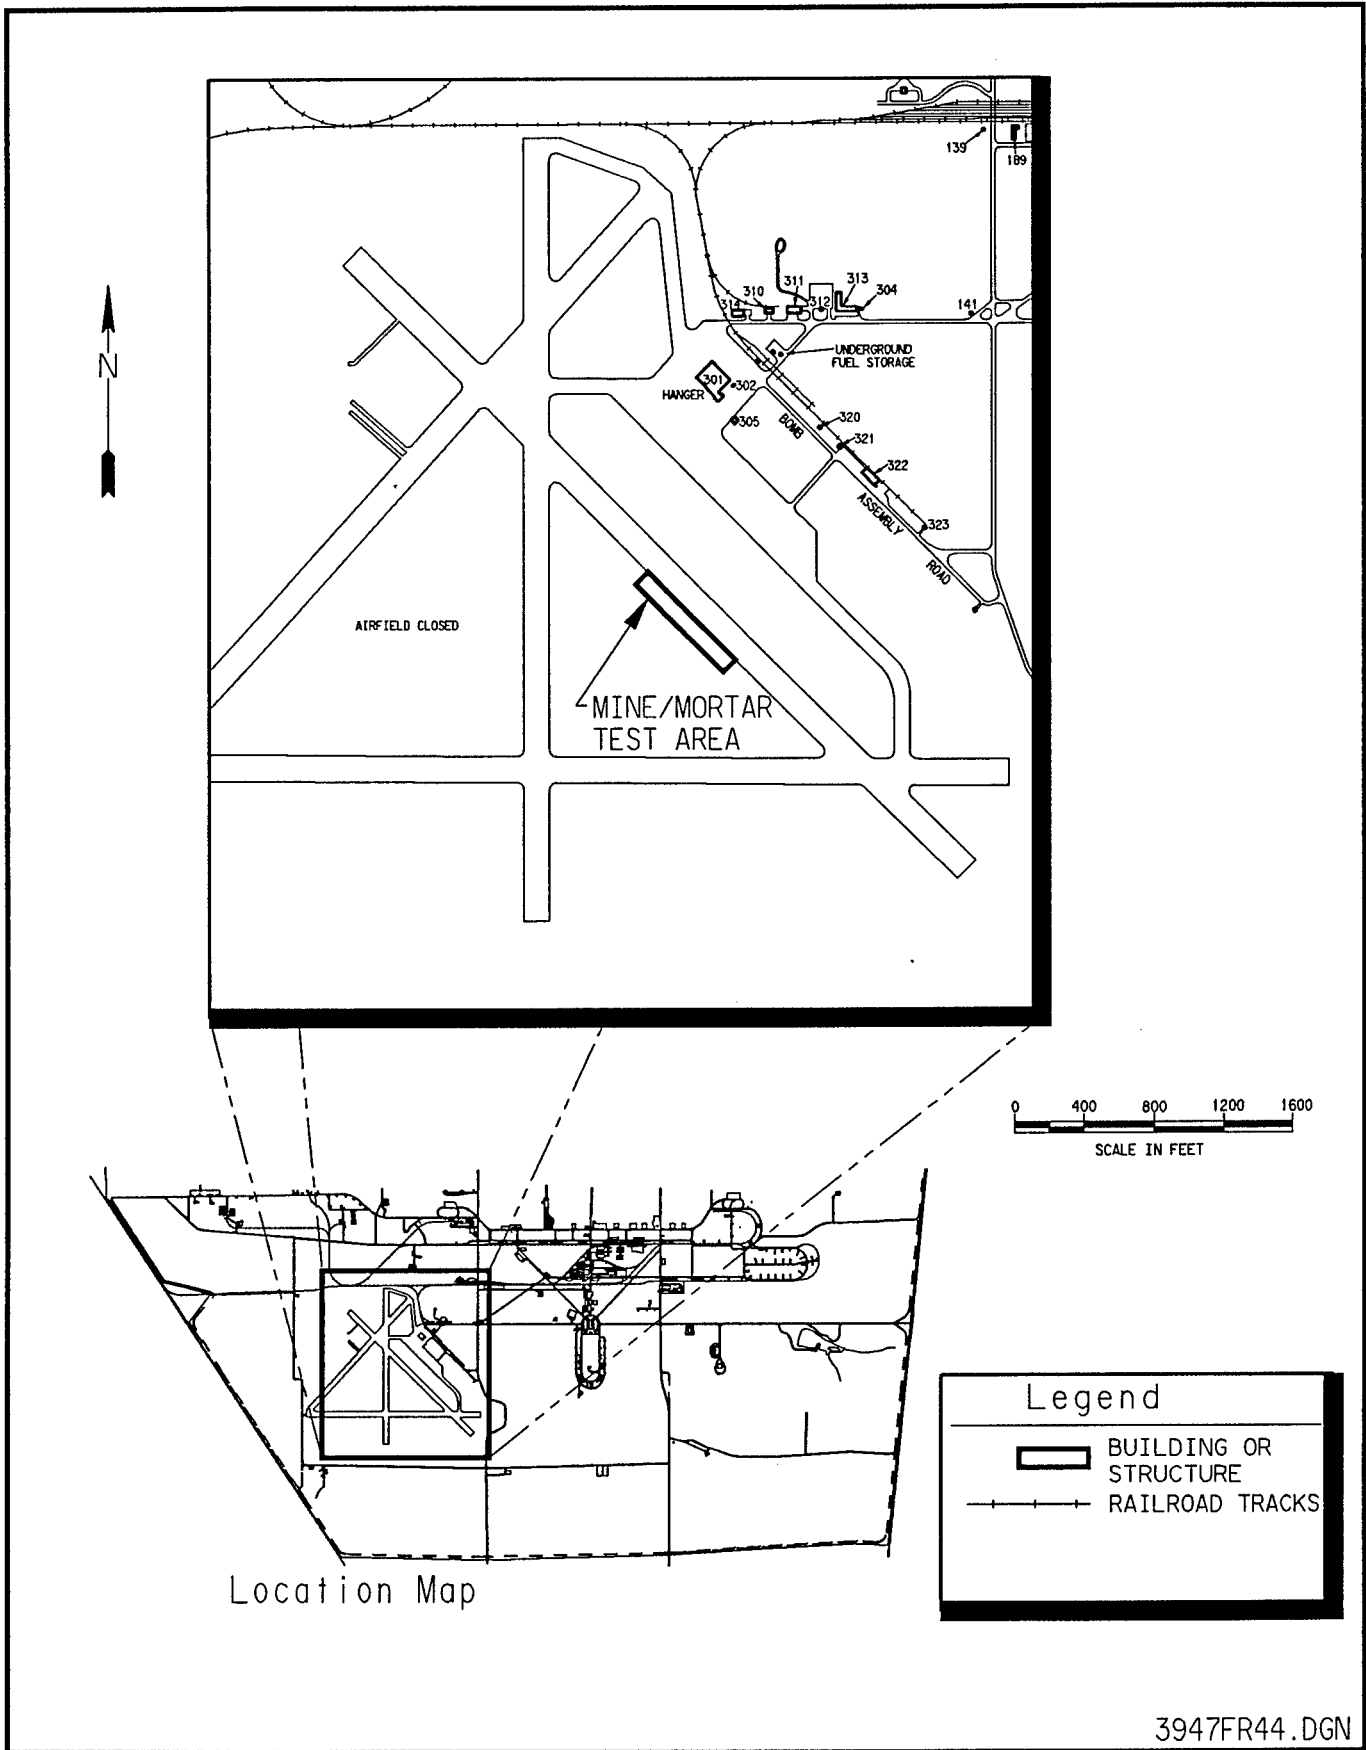 139
189
313
311
304
310
141
314
312
UNDERGROUND
FUEL STORAGE
301
302
HANGER
305
320
BOMB
321
322
ASSEMBLY
323
ROAD
N
AIRFIELD CLOSED
MINE/MORTAR
TEST AREA
0 400 800 1200 1600
SCALE IN FEET
Legend
BUILDING OR
STRUCTURE
RAILROAD TRACKS
Location Map
3947FR44.DGN